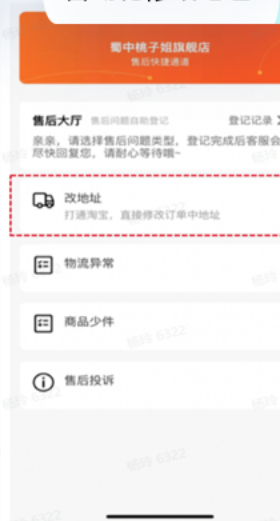 蜀中桃子姐旗舰店
售后快捷通道
售后大厅 售后问题自助登记 登记记录
亲亲，请选择售后问题类型，登记完成后客服会
尽快回复您，请耐心等待哦~
改地址
打通淘宝，直接修改订单中地址
物流异常
商品少件
售后投诉
杨玲 6322